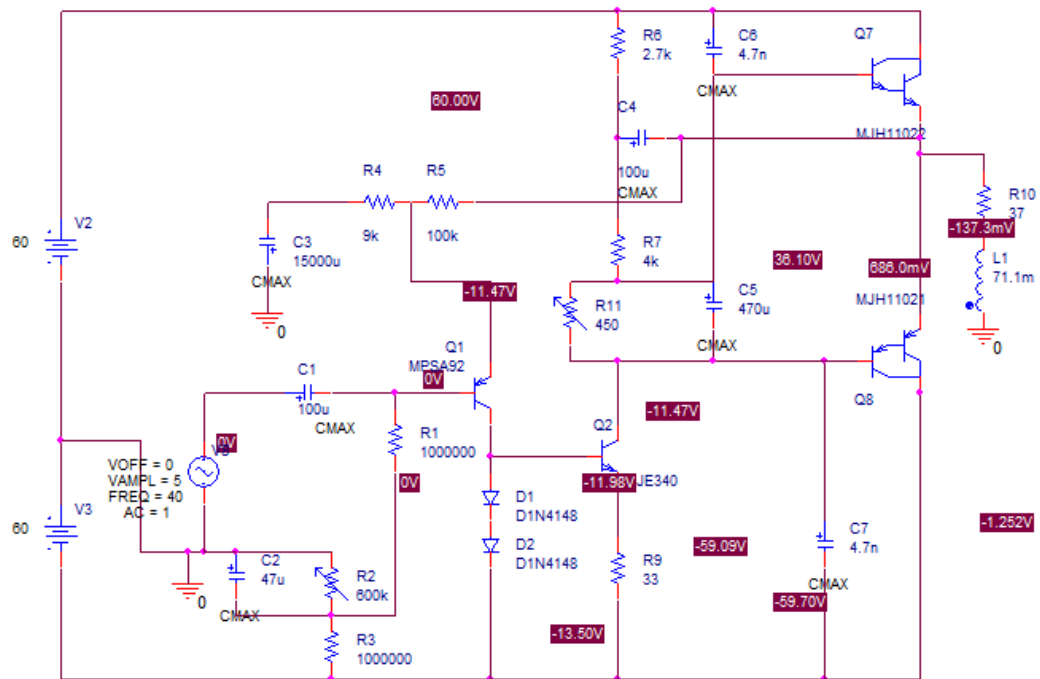 R6
2.7k
C6
4.7n
Q7
CMAX
60.00V
C4
MJH11022
R4
R5
100u
CMAX
R10
37
V2
-137.3mV
60
9k
100k
C3
15000u
R7
4k
36.10V
L1
71.1m
CMAX
C5
470u
686.0mV
-11.47V
MJH11021
0
R11
450
0
CMAX
Q1
MPSA92
C1
0V
100u
CMAX
Q2
-11.47V
Q8
R1
1000000
0V
VOFF = 0
VAMPL = 5
FREQ = 40
AC = 1
0V
-11.98V
JE340
D1
D1N4148
V3
C7
4.7n
-1.252V
60
D2
D1N4148
-59.09V
C2
47u
R2
600k
R9
33
CMAX
0
CMAX
-59.70V
R3
1000000
-13.50V